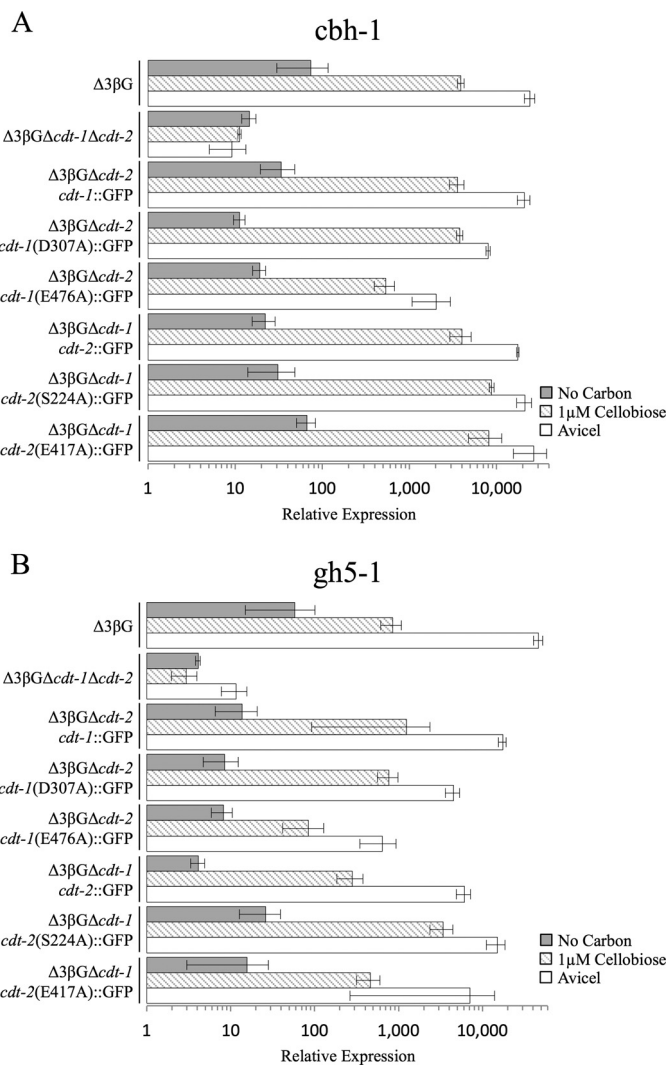 A
cbh-1
Δ3βG
Δ3βGΔcdt-1Δcdt-2
Δ3βGΔcdt-2
cdt-1::GFP
Δ3βGΔcdt-2
cdt-1(D307A)::GFP
Δ3βGΔcdt-2
cdt-1(E476A)::GFP
Δ3βGΔcdt-1
cdt-2::GFP
Δ3βGΔcdt-1
cdt-2(S224A)::GFP
Δ3βGΔcdt-1
cdt-2(E417A)::GFP
No Carbon
1µM Cellobiose
Avicel
1 10 100 1,000 10,000
Relative Expression
B
gh5-1
Δ3βG
Δ3βGΔcdt-1Δcdt-2
Δ3βGΔcdt-2
cdt-1::GFP
Δ3βGΔcdt-2
cdt-1(D307A)::GFP
Δ3βGΔcdt-2
cdt-1(E476A)::GFP
Δ3βGΔcdt-1
cdt-2::GFP
Δ3βGΔcdt-1
cdt-2(S224A)::GFP
Δ3βGΔcdt-1
cdt-2(E417A)::GFP
No Carbon
1µM Cellobiose
Avicel
1 10 100 1,000 10,000
Relative Expression